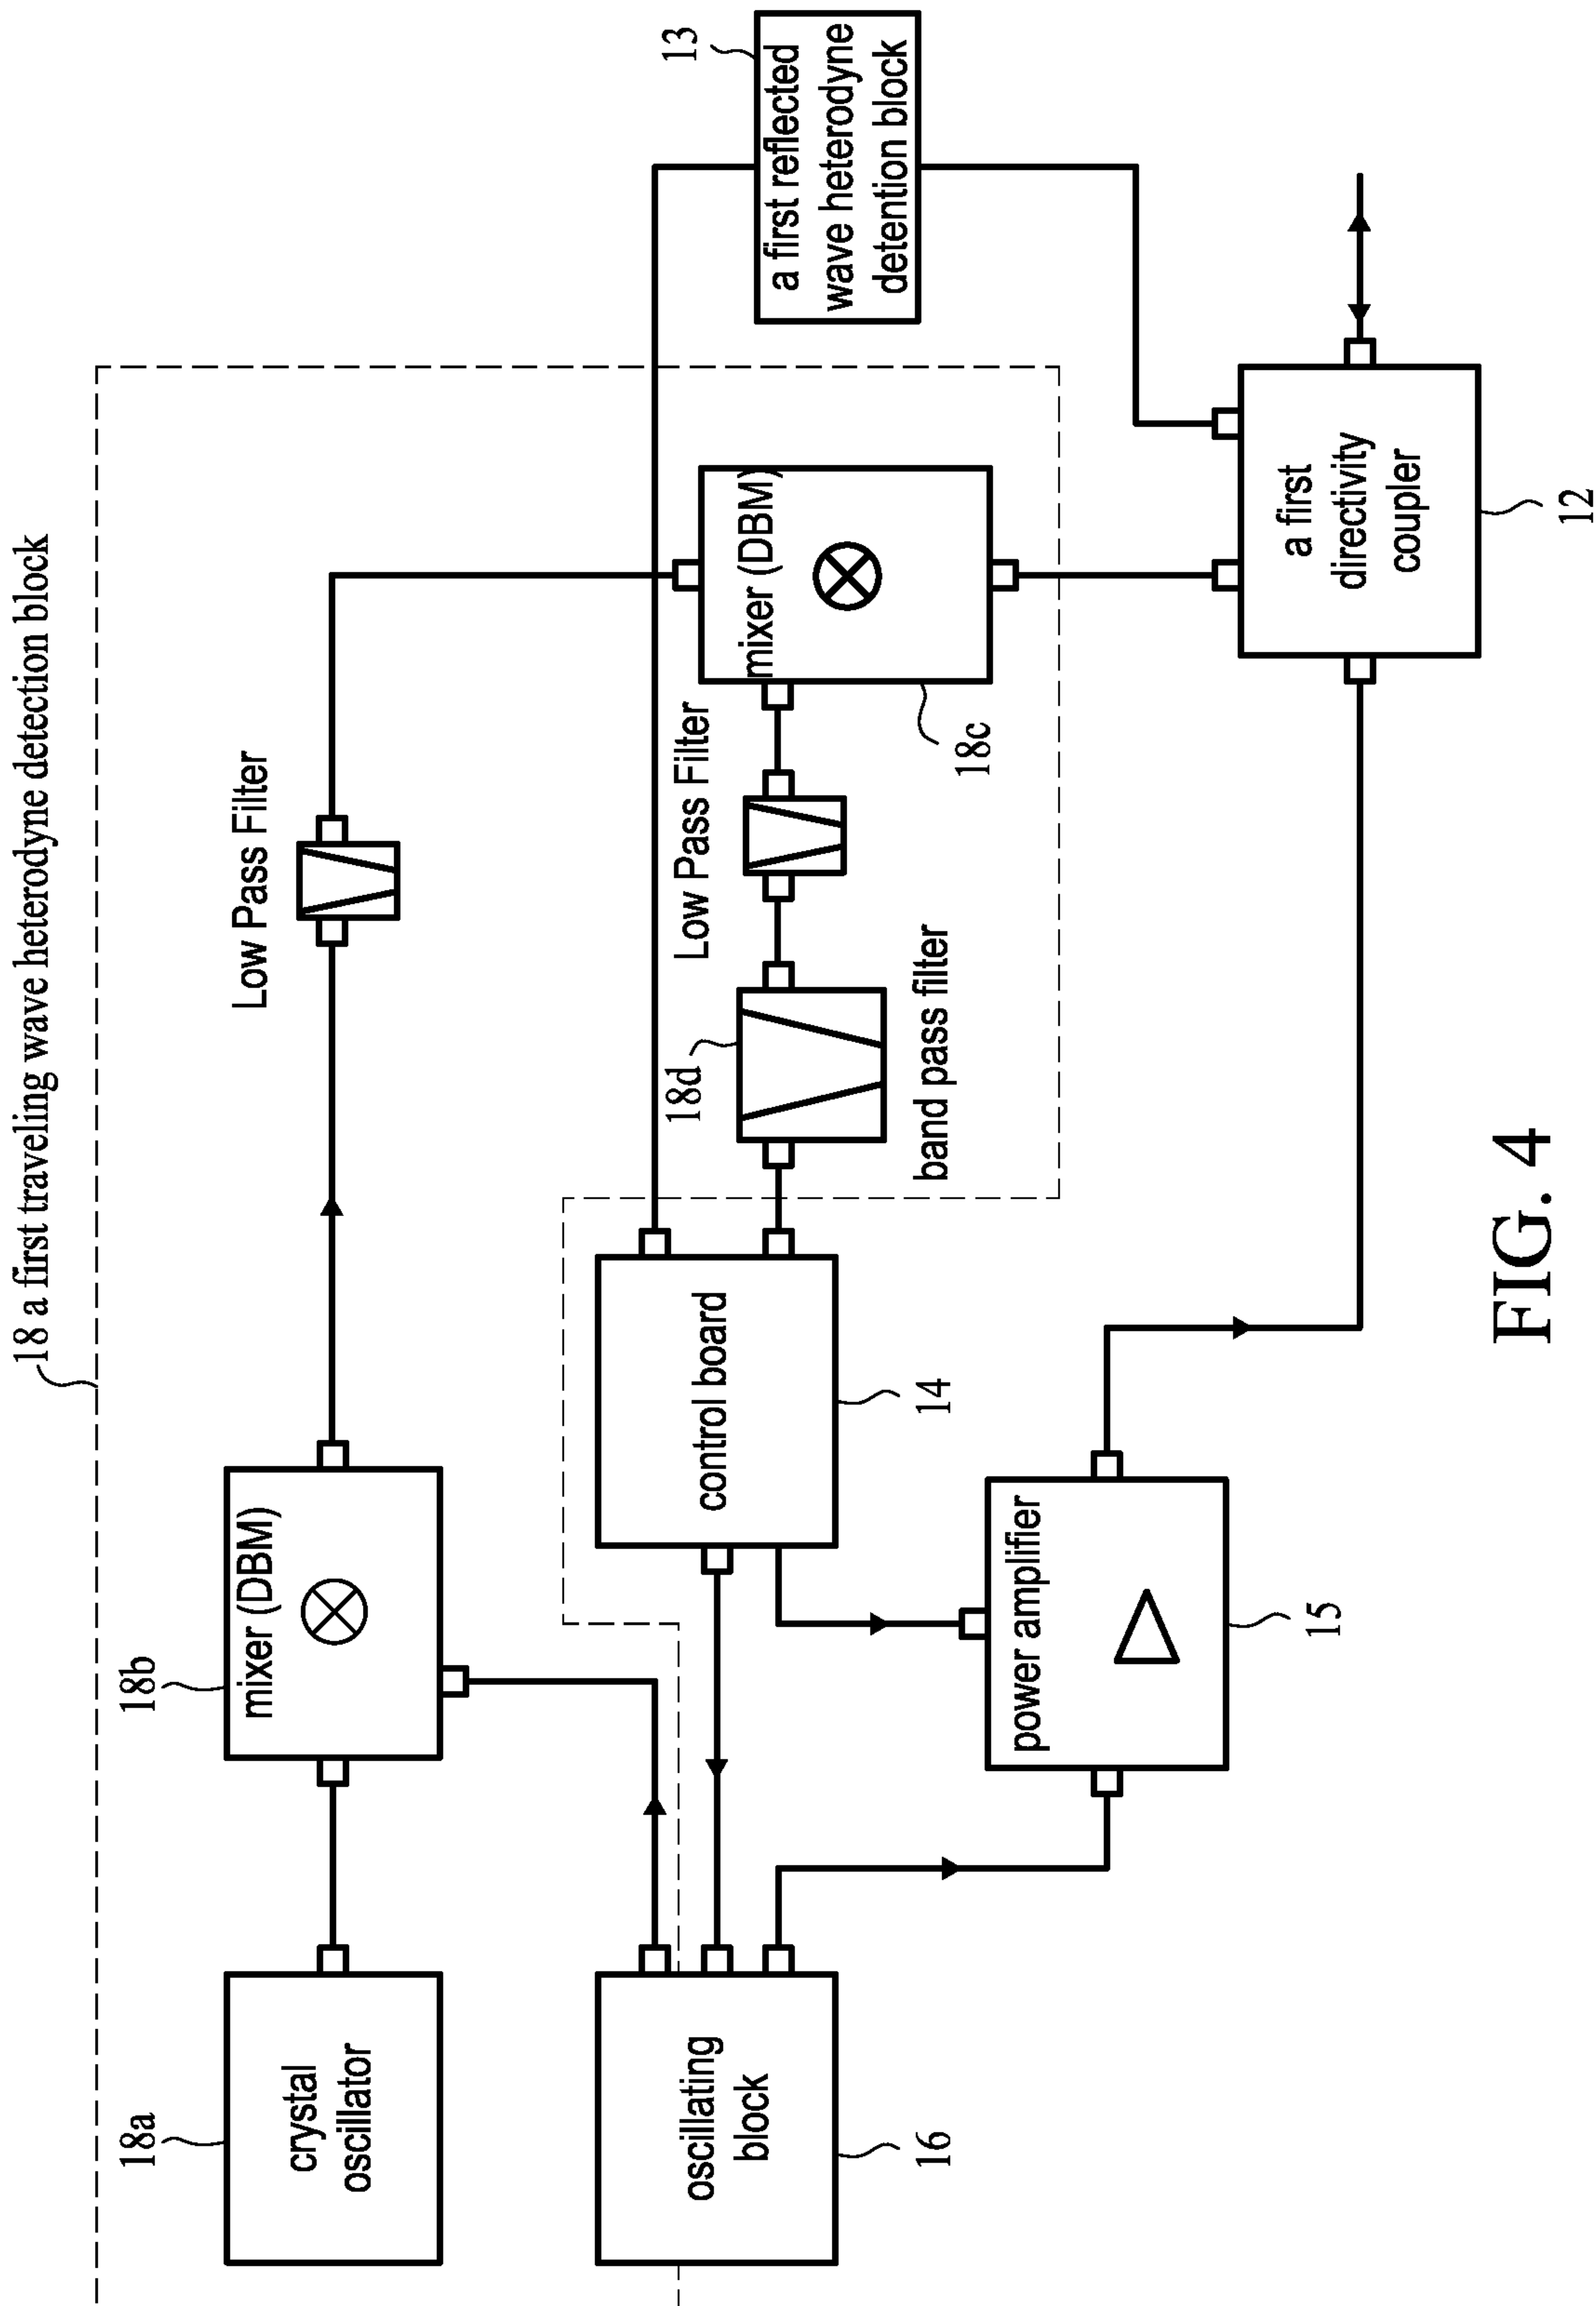 18 a first traveling wave heterodyne detection block
18a
crystal
oscillator
18b
mixer (DBM)
Low Pass Filter
oscillating
block
16
control board
14
18d
band pass filter
Low Pass Filter
mixer (DBM)
18c
13
a first reflected
wave heterodyne
detention block
power amplifier
15
a first
directivity
coupler
12
FIG. 4